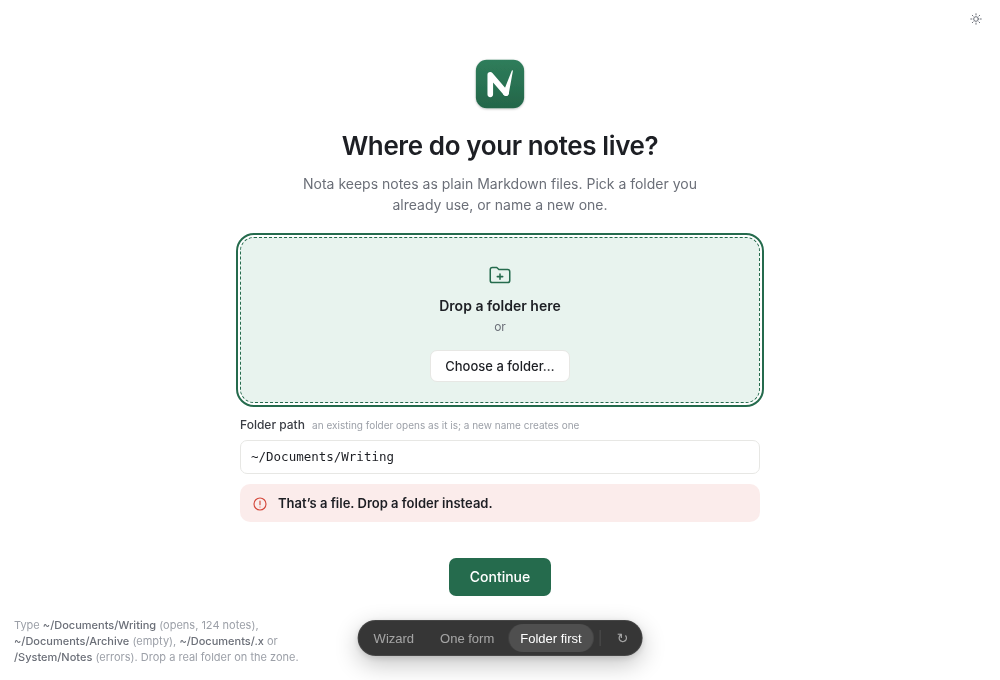 N
Where do your notes live?
Nota keeps notes as plain Markdown files. Pick a folder you
already use, or name a new one.
Drop a folder here
or
Choose a folder…
Folder path an existing folder opens as it is; a new name creates one
~/Documents/Writing
That’s a file. Drop a folder instead.
Continue
Type ~/Documents/Writing (opens, 124 notes),
~/Documents/Archive (empty), ~/Documents/.x or
/System/Notes (errors). Drop a real folder on the zone.
Wizard One form Folder first ↻